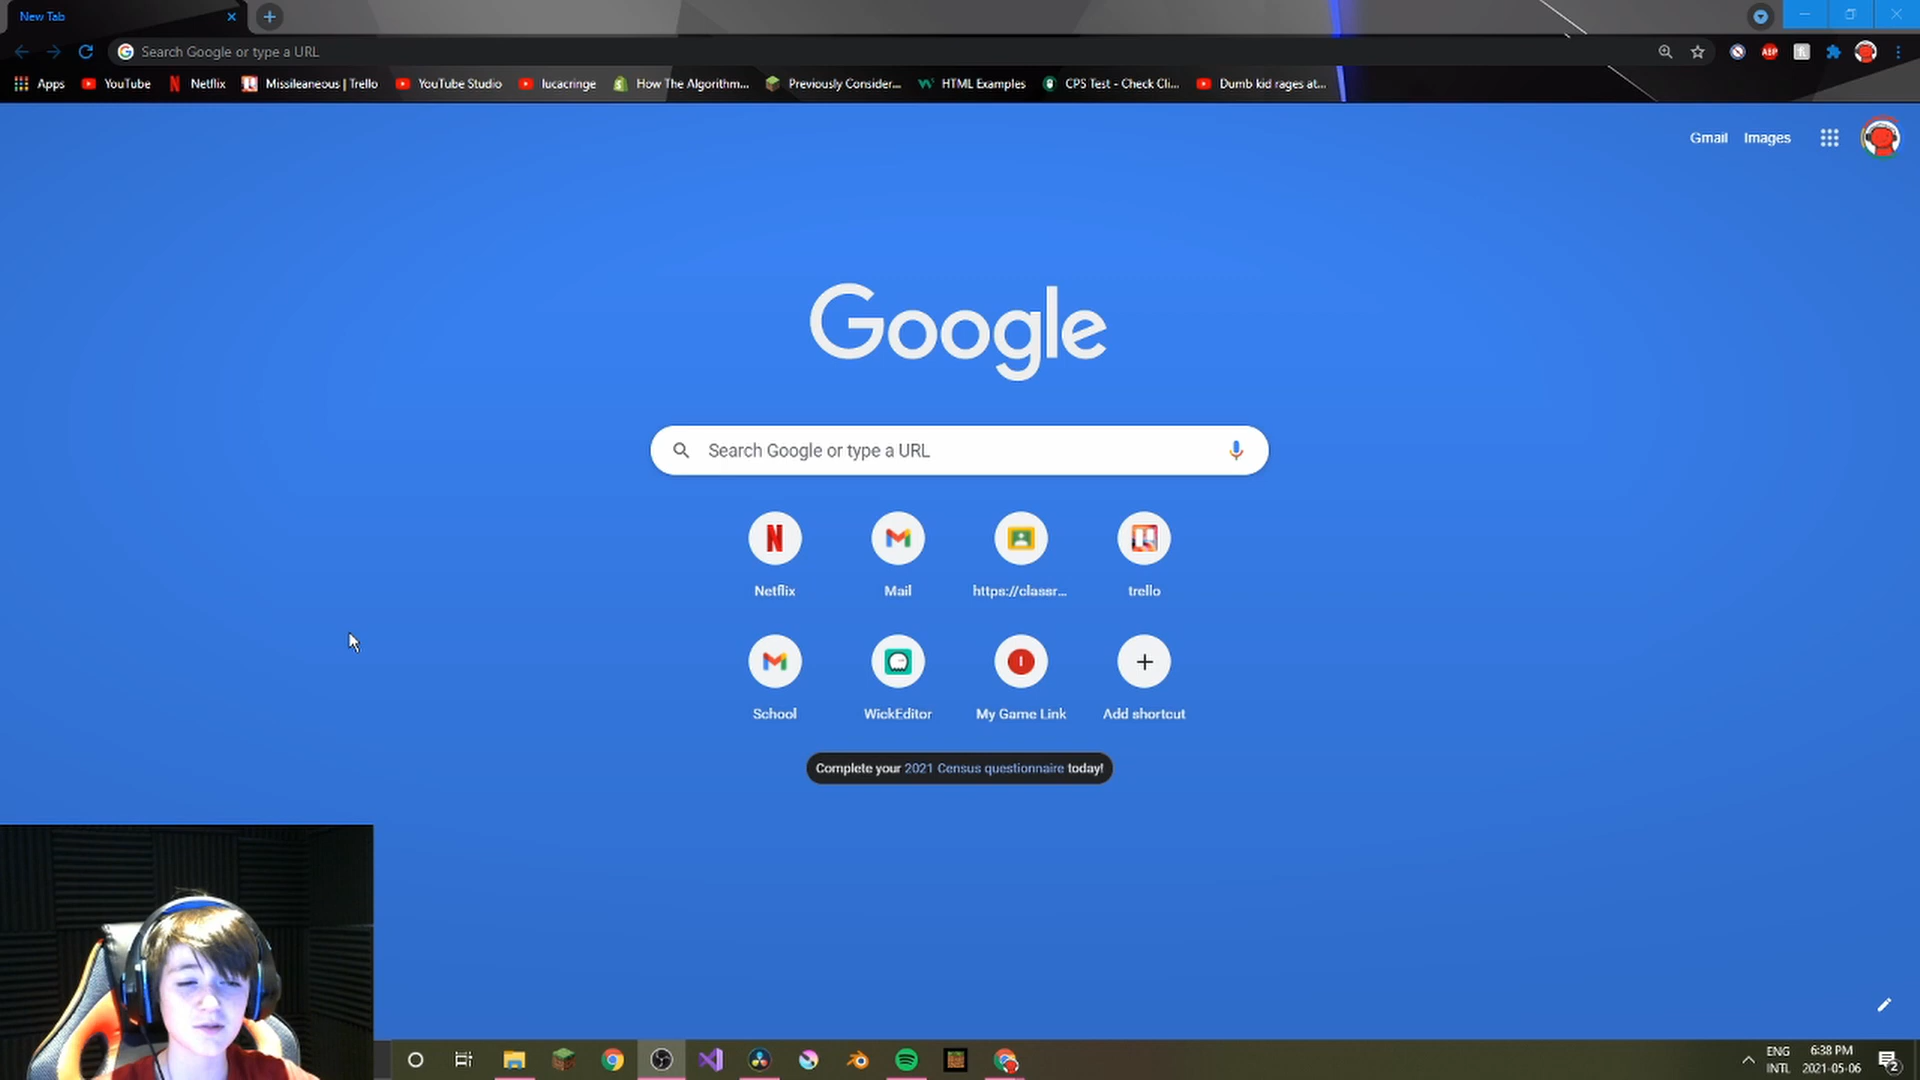 New Tab
Search Google or type a URL
ABP
Apps YouTube Netflix Missileaneous | Trello YouTube Studio lucacringe How The Algorithm... Previously Consider... HTML Examples CPS Test - Check Cli... Dumb kid rages at...
Gmail Images
Google
Search Google or type a URL
Netflix Mail https://classr... trello
School WickEditor My Game Link Add shortcut
Complete your 2021 Census questionnaire today!
ENG 6:38 PM
INTL 2021-05-06
2